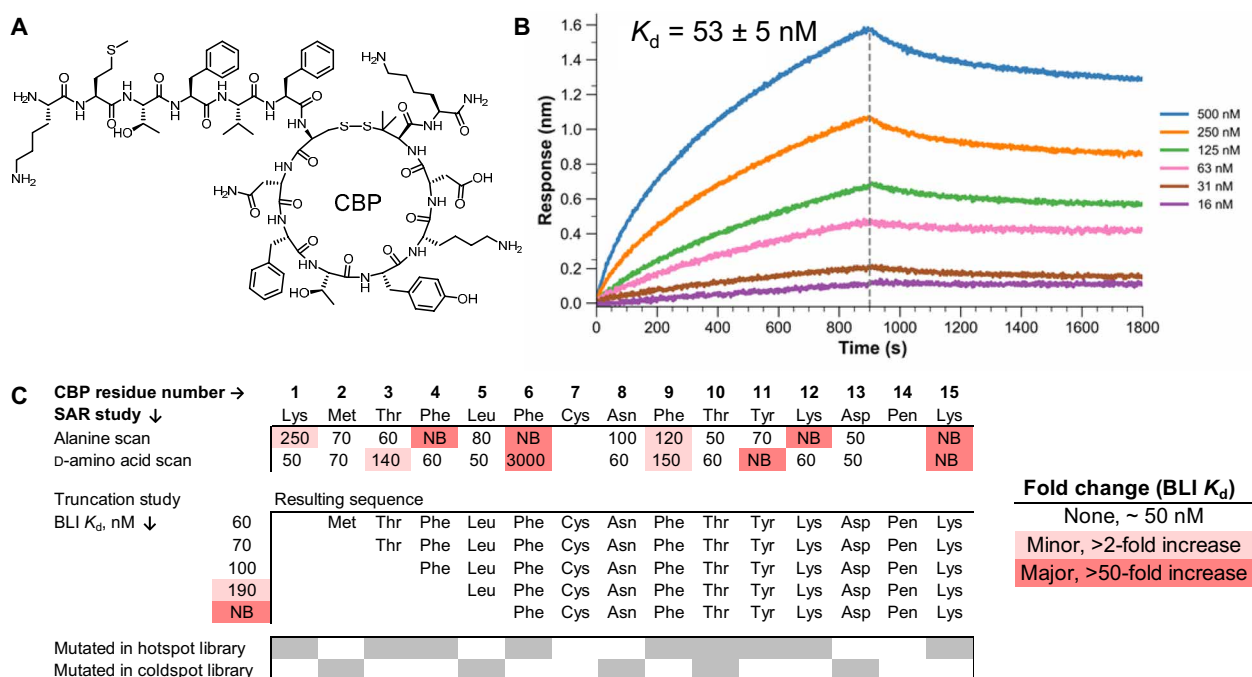 A
B
Kd = 53 ± 5 nM
S
O
H2N
N
H
HO
NH2
S–S
NH
HN
OH
CBP
Response (nm)
1.6
1.4
1.2
1.0
0.8
0.6
0.4
0.2
0.0
0 200 400 600 800 1000 1200 1400 1600 1800
Time (s)
500 nM
250 nM
125 nM
63 nM
31 nM
16 nM
C
CBP residue number → 1 2 3 4 5 6 7 8 9 10 11 12 13 14 15
SAR study ↓ Lys Met Thr Phe Leu Phe Cys Asn Phe Thr Tyr Lys Asp Pen Lys
Alanine scan 250 70 60 NB 80 NB 100 120 50 70 NB 50 NB
D-amino acid scan 50 70 140 60 50 3000 60 150 60 NB 60 50 NB
Truncation study Resulting sequence
BLI Kd, nM ↓ 60 Met Thr Phe Leu Phe Cys Asn Phe Thr Tyr Lys Asp Pen Lys
70 Thr Phe Leu Phe Cys Asn Phe Thr Tyr Lys Asp Pen Lys
100 Phe Leu Phe Cys Asn Phe Thr Tyr Lys Asp Pen Lys
190 Leu Phe Cys Asn Phe Thr Tyr Lys Asp Pen Lys
NB Phe Cys Asn Phe Thr Tyr Lys Asp Pen Lys
Mutated in hotspot library
Mutated in coldspot library
Fold change (BLI Kd)
None, ~ 50 nM
Minor, >2-fold increase
Major, >50-fold increase